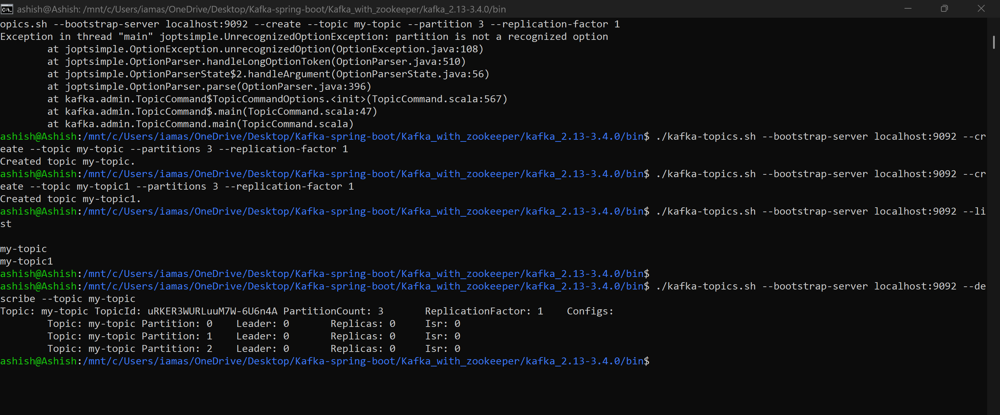 ashish@Ashish: /mnt/c/Users/iamas/OneDrive/Desktop/Kafka-spring-boot/Kafka_with_zookeeper/kafka_2.13-3.4.0/bin
opics.sh --bootstrap-server localhost:9092 --create --topic my-topic --partition 3 --replication-factor 1
Exception in thread "main" joptsimple.UnrecognizedOptionException: partition is not a recognized option
        at joptsimple.OptionException.unrecognizedOption(OptionException.java:108)
        at joptsimple.OptionParser.handleLongOptionToken(OptionParser.java:510)
        at joptsimple.OptionParserState$2.handleArgument(OptionParserState.java:56)
        at joptsimple.OptionParser.parse(OptionParser.java:396)
        at kafka.admin.TopicCommand$TopicCommandOptions.<init>(TopicCommand.scala:567)
        at kafka.admin.TopicCommand$.main(TopicCommand.scala:47)
        at kafka.admin.TopicCommand.main(TopicCommand.scala)
ashish@Ashish:/mnt/c/Users/iamas/OneDrive/Desktop/Kafka-spring-boot/Kafka_with_zookeeper/kafka_2.13-3.4.0/bin$ ./kafka-topics.sh --bootstrap-server localhost:9092 --cr
eate --topic my-topic --partitions 3 --replication-factor 1
Created topic my-topic.
ashish@Ashish:/mnt/c/Users/iamas/OneDrive/Desktop/Kafka-spring-boot/Kafka_with_zookeeper/kafka_2.13-3.4.0/bin$ ./kafka-topics.sh --bootstrap-server localhost:9092 --cr
eate --topic my-topic1 --partitions 3 --replication-factor 1
Created topic my-topic1.
ashish@Ashish:/mnt/c/Users/iamas/OneDrive/Desktop/Kafka-spring-boot/Kafka_with_zookeeper/kafka_2.13-3.4.0/bin$ ./kafka-topics.sh --bootstrap-server localhost:9092 --li
st
my-topic
my-topic1
ashish@Ashish:/mnt/c/Users/iamas/OneDrive/Desktop/Kafka-spring-boot/Kafka_with_zookeeper/kafka_2.13-3.4.0/bin$
ashish@Ashish:/mnt/c/Users/iamas/OneDrive/Desktop/Kafka-spring-boot/Kafka_with_zookeeper/kafka_2.13-3.4.0/bin$ ./kafka-topics.sh --bootstrap-server localhost:9092 --de
scribe --topic my-topic
Topic: my-topic TopicId: uRKER3WURLuuM7W-6U6n4A PartitionCount: 3       ReplicationFactor: 1    Configs:
        Topic: my-topic Partition: 0    Leader: 0       Replicas: 0     Isr: 0
        Topic: my-topic Partition: 1    Leader: 0       Replicas: 0     Isr: 0
        Topic: my-topic Partition: 2    Leader: 0       Replicas: 0     Isr: 0
ashish@Ashish:/mnt/c/Users/iamas/OneDrive/Desktop/Kafka-spring-boot/Kafka_with_zookeeper/kafka_2.13-3.4.0/bin$